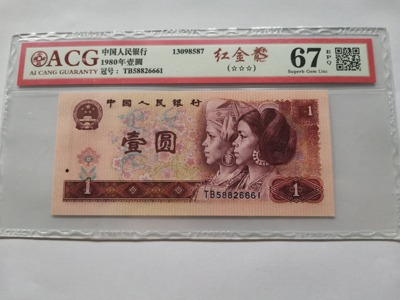 ACG
AI CANG GUARANTY
中国人民银行
1980年壹圆
冠号：TB58826661
13098587
红金龙
(☆☆☆)
67 EPQ
Superb Gem Unc
中国人民银行
1
壹圆
1
TB58826661